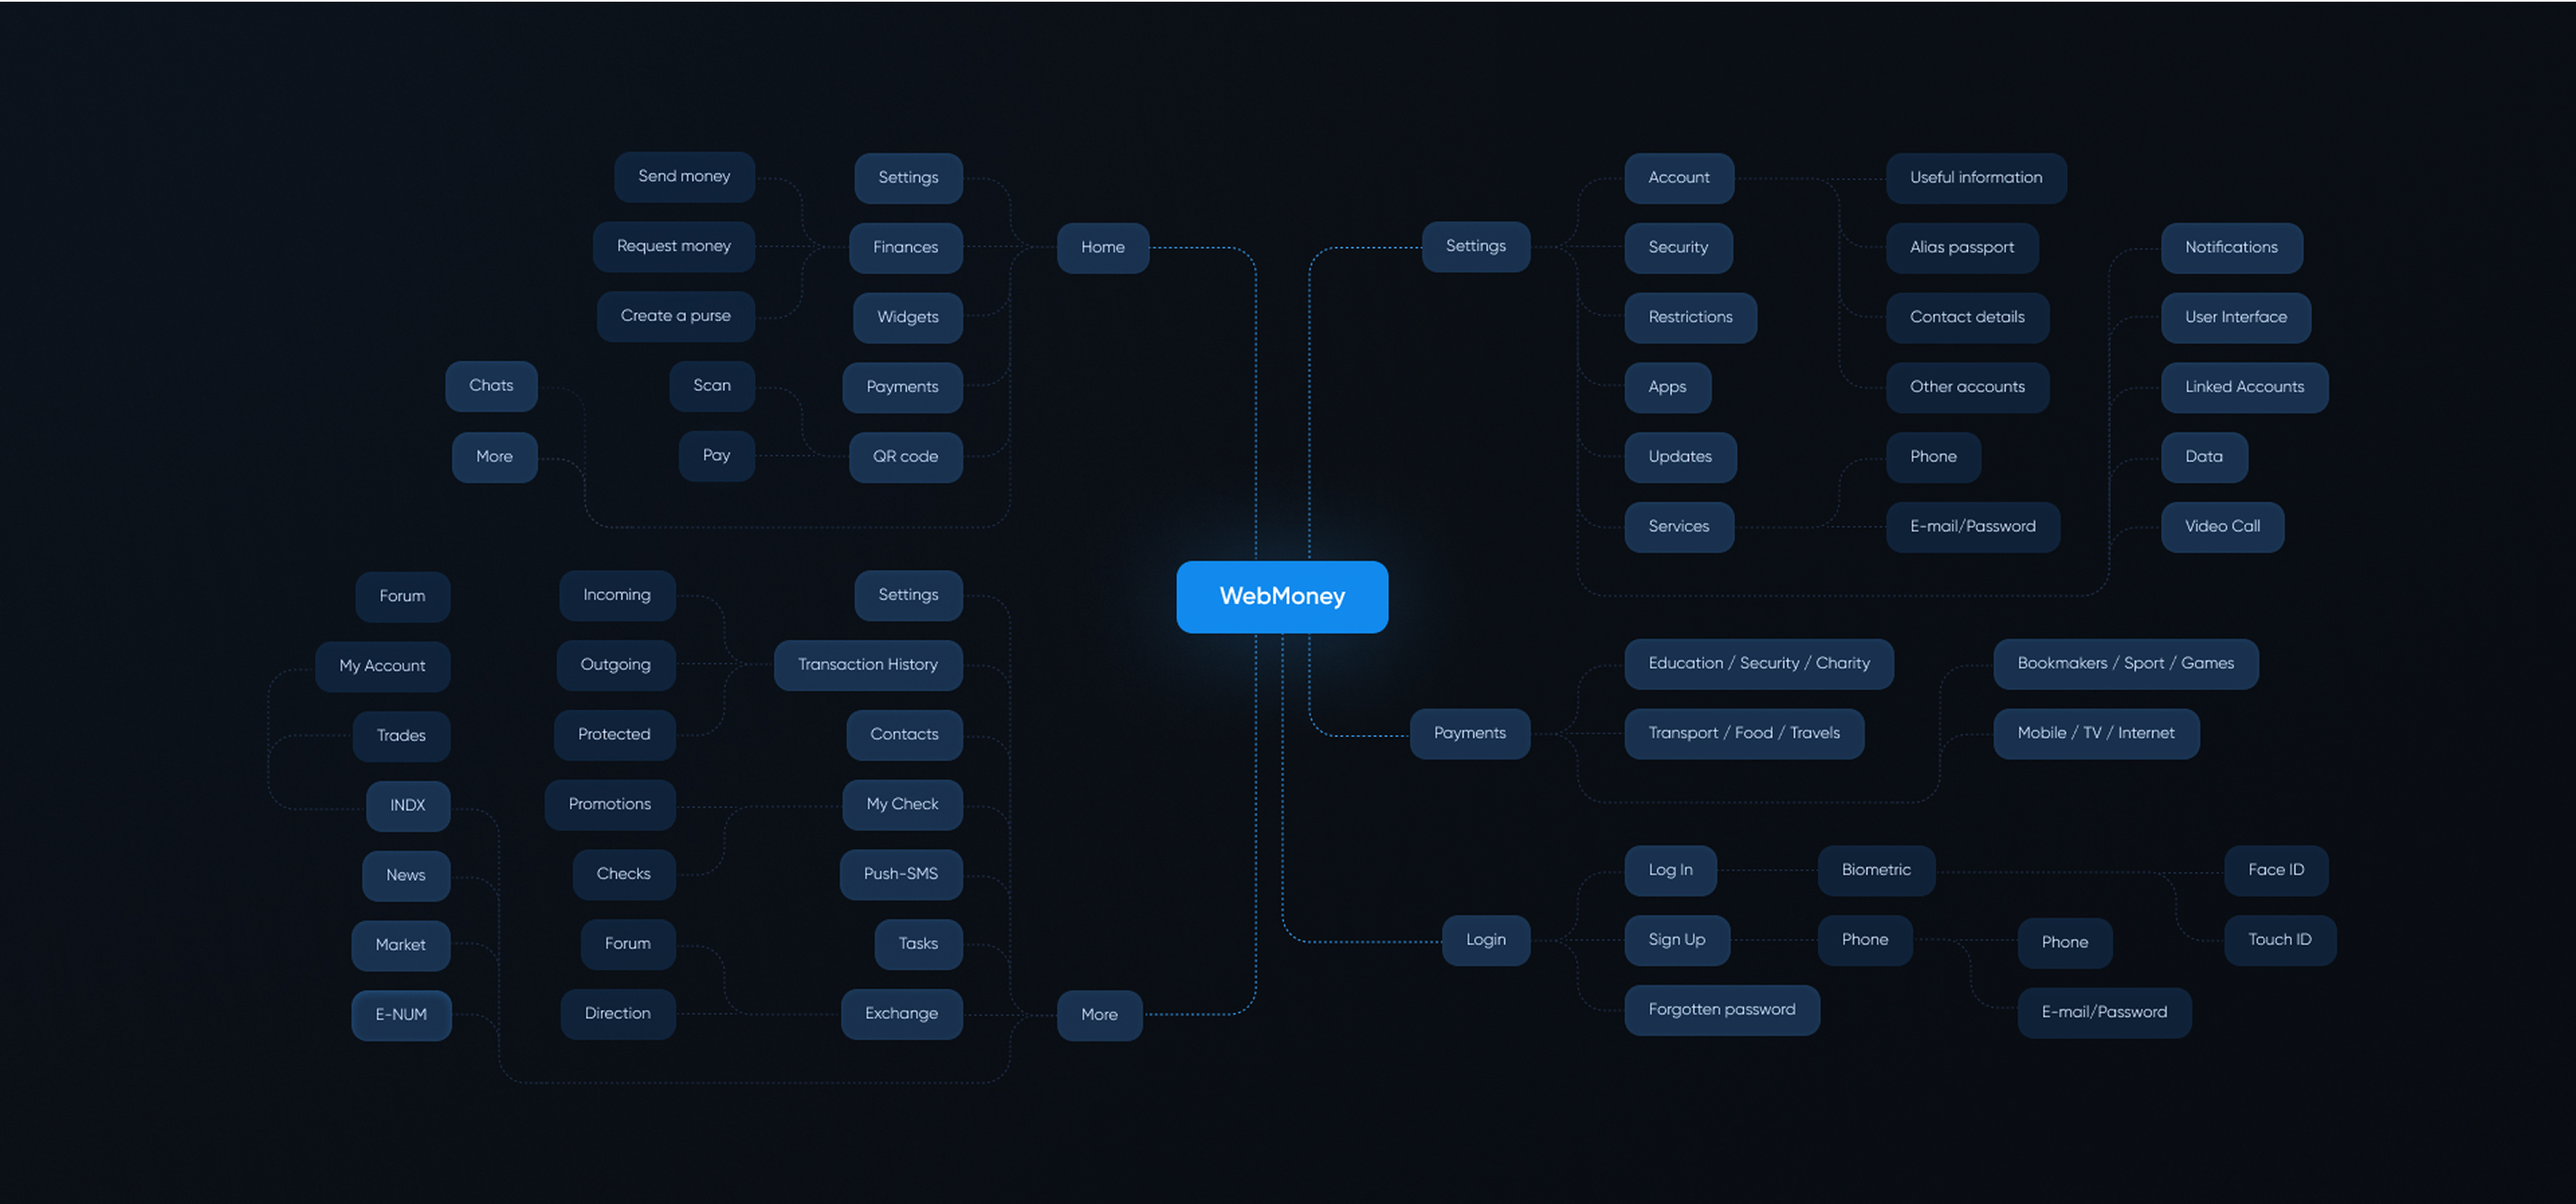 Send money
Request money
Create a purse
Chats
More
Scan
Pay
Settings
Finances
Widgets
Payments
QR code
Home
Forum
My Account
Trades
INDX
News
Market
E-NUM
Incoming
Outgoing
Protected
Promotions
Checks
Forum
Direction
Settings
Transaction History
Contacts
My Check
Push-SMS
Tasks
Exchange
More
WebMoney
Settings
Account
Security
Restrictions
Apps
Updates
Services
Useful information
Alias passport
Contact details
Other accounts
Phone
E-mail/Password
Notifications
User Interface
Linked Accounts
Data
Video Call
Payments
Education / Security / Charity
Transport / Food / Travels
Bookmakers / Sport / Games
Mobile / TV / Internet
Login
Log In
Sign Up
Forgotten password
Biometric
Phone
Phone
E-mail/Password
Face ID
Touch ID